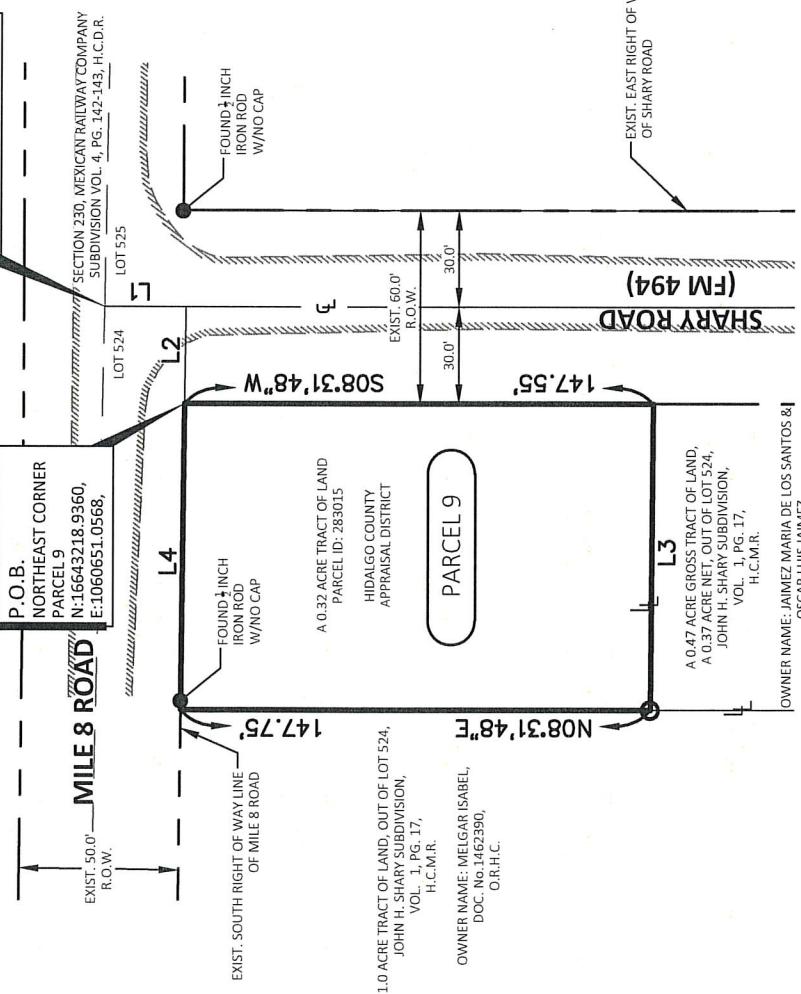 SECTION 230, MEXICAN RAILWAY COMPANY
SUBDIVISION VOL. 4, PG. 142-143, H.C.D.R.
LOT 525
LOT 524
L1
L2
FOUND ½ INCH
IRON ROD
W/NO CAP
P.O.B.
NORTHEAST CORNER
PARCEL 9
N:16643218.9360,
E:1060651.0568,
MILE 8 ROAD
EXIST. 50.0'
R.O.W.
EXIST. SOUTH RIGHT OF WAY LINE
OF MILE 8 ROAD
L4
FOUND ½ INCH
IRON ROD
W/NO CAP
A 0.32 ACRE TRACT OF LAND
PARCEL ID: 283015
HIDALGO COUNTY
APPRAISAL DISTRICT
PARCEL 9
S08°31'48"W
147.55'
147.75'
N08°31'48"E
L3
EXIST. 60.0'
R.O.W.
30.0'
30.0'
SHARY ROAD
(FM 494)
EXIST. EAST RIGHT OF
OF SHARY ROAD
1.0 ACRE TRACT OF LAND, OUT OF LOT 524,
JOHN H. SHARY SUBDIVISION,
VOL. 1, PG. 17,
H.C.M.R.
OWNER NAME: MELGAR ISABEL,
DOC. No.1462390,
O.R.H.C.
A 0.47 ACRE GROSS TRACT OF LAND,
A 0.37 ACRE NET, OUT OF LOT 524,
JOHN H. SHARY SUBDIVISION,
VOL. 1, PG. 17,
H.C.M.R.
OWNER NAME: JAIMEZ MARIA DE LOS SANTOS &
OSCAR LUIS JAIMEZ